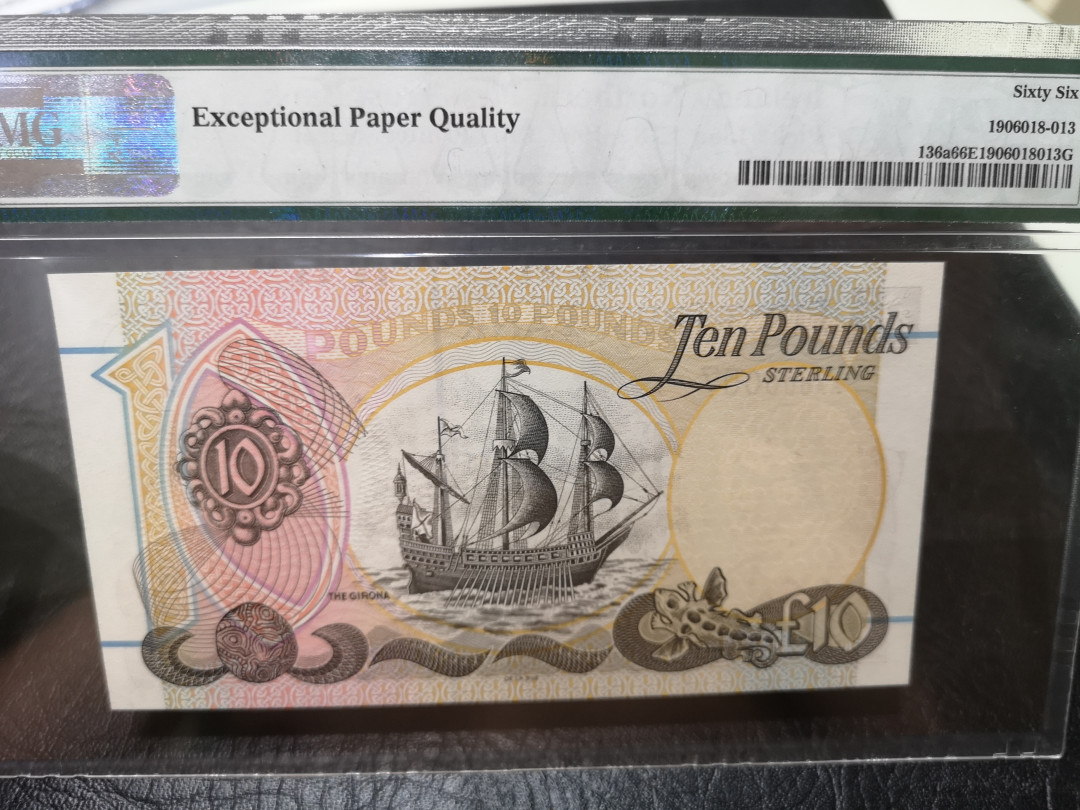 MG
Exceptional Paper Quality
Sixty Six
1906018-013
136a66E1906018013G
POUNDS 10 POUNDS
Ten Pounds
STERLING
10
THE GIRONA
£10